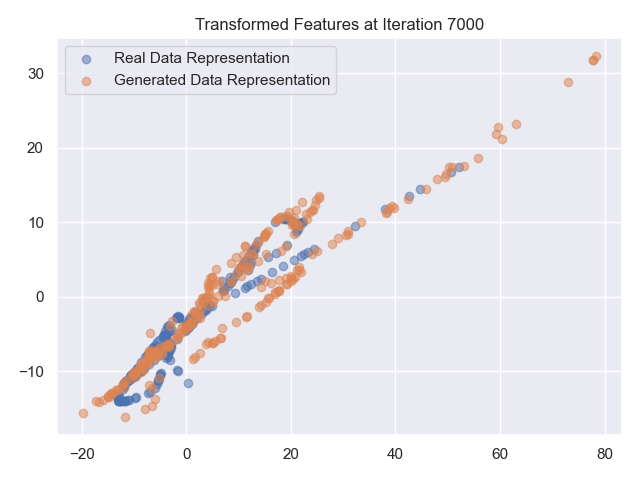 Transformed Features at Iteration 7000
Real Data Representation
Generated Data Representation
30
20
10
0
−10
−20 0 20 40 60 80